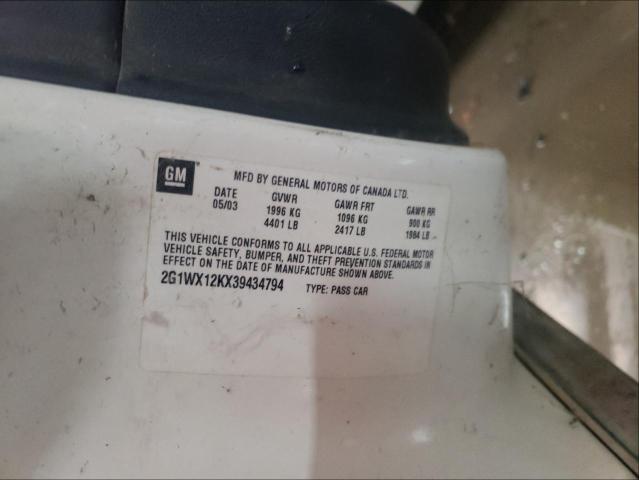 GM
MFD BY GENERAL MOTORS OF CANADA LTD.
DATE GVWR GAWR FRT GAWR RR
05/03 1996 KG 1096 KG 900 KG
4401 LB 2417 LB 1984 LB
THIS VEHICLE CONFORMS TO ALL APPLICABLE U.S. FEDERAL MOTOR
VEHICLE SAFETY, BUMPER, AND THEFT PREVENTION STANDARDS IN
EFFECT ON THE DATE OF MANUFACTURE SHOWN ABOVE.
2G1WX12KX39434794 TYPE: PASS CAR